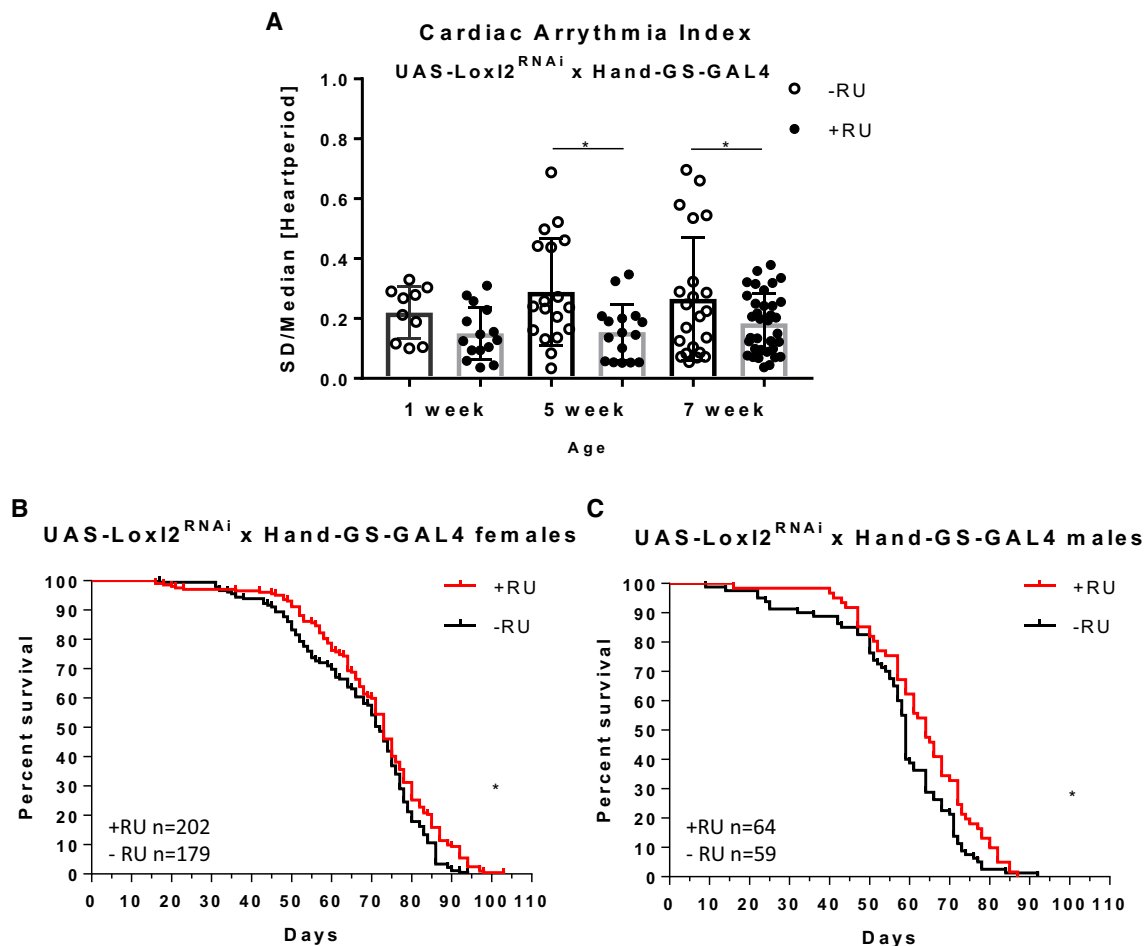 A
Cardiac Arrythmia Index
UAS-Loxl2RNAi x Hand-GS-GAL4
-RU
+RU
SD/Median [Heartperiod]
1.0
0.8
0.6
0.4
0.2
0.0
*
*
1 week
5 week
7 week
Age
B
UAS-Loxl2RNAi x Hand-GS-GAL4 females
+RU
-RU
Percent survival
100
90
80
70
60
50
40
30
20
10
0
*
+RU n=202
- RU n=179
0 10 20 30 40 50 60 70 80 90 100 110
Days
C
UAS-Loxl2RNAi x Hand-GS-GAL4 males
+RU
-RU
Percent survival
100
90
80
70
60
50
40
30
20
10
0
*
+RU n=64
- RU n=59
0 10 20 30 40 50 60 70 80 90 100 110
Days